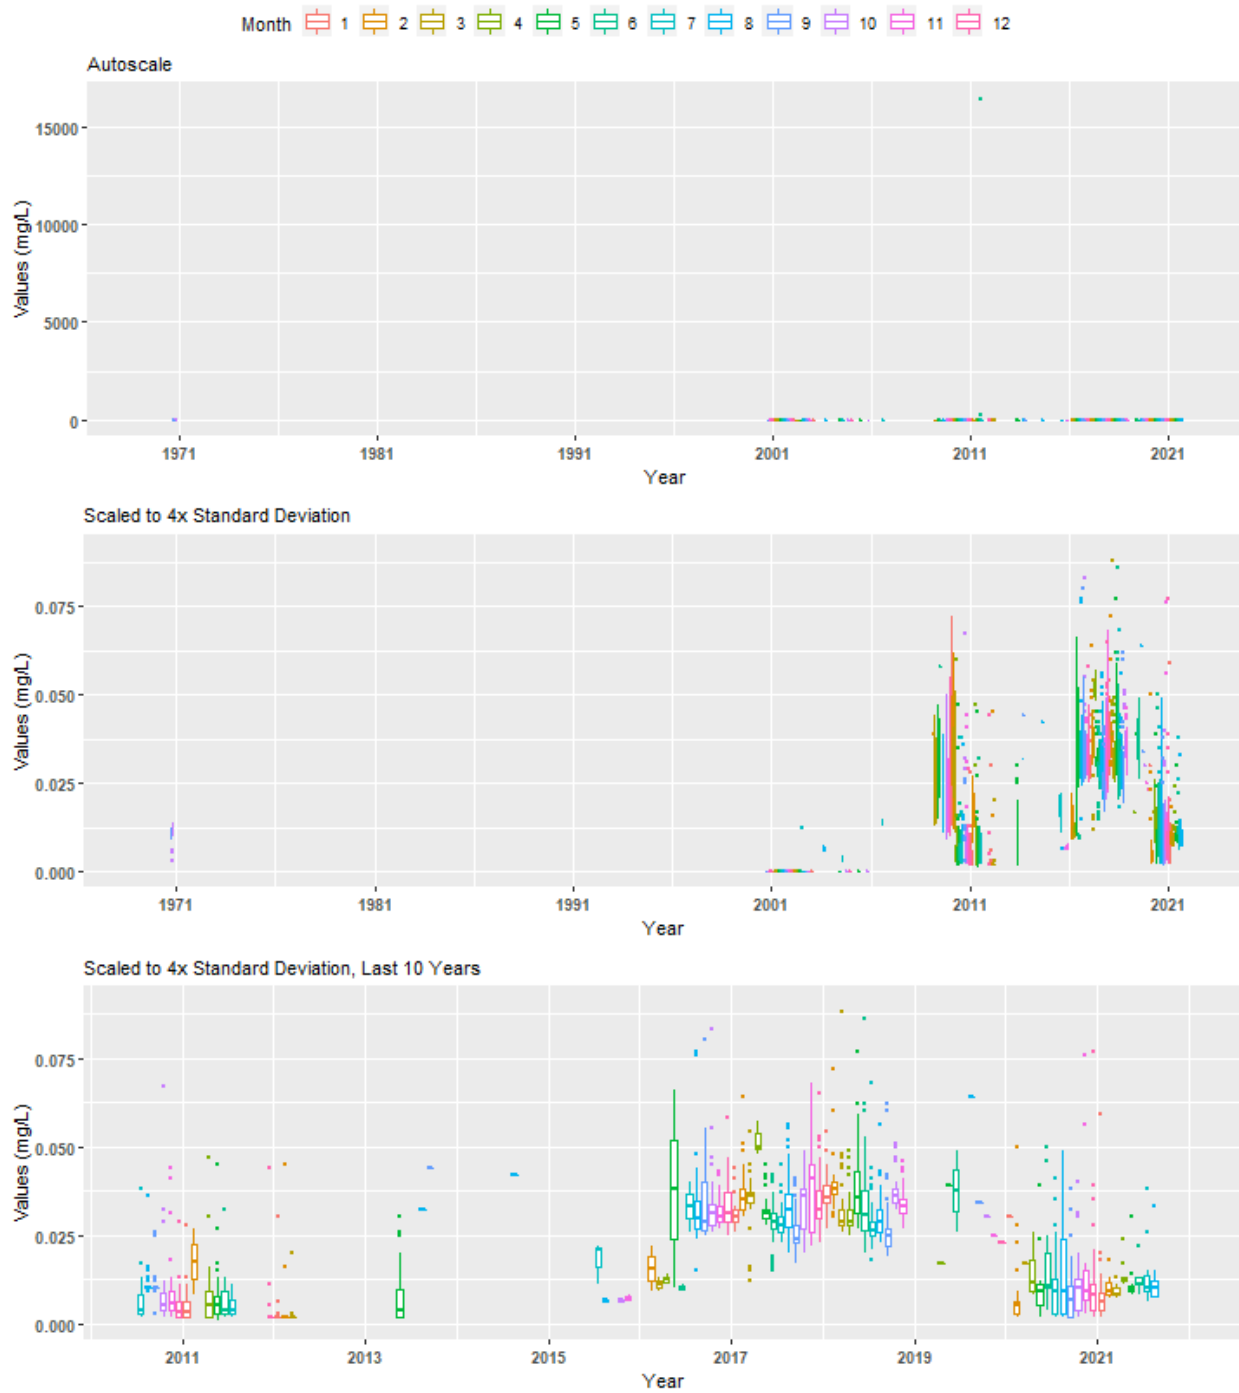 Month 1 2 3 4 5 6 7 8 9 10 11 12
Autoscale
Values (mg/L)
15000
10000
5000
0
1971 1981 1991 2001 2011 2021
Year
Scaled to 4x Standard Deviation
Values (mg/L)
0.075
0.050
0.025
0.000
1971 1981 1991 2001 2011 2021
Year
Scaled to 4x Standard Deviation, Last 10 Years
Values (mg/L)
0.075
0.050
0.025
0.000
2011 2013 2015 2017 2019 2021
Year